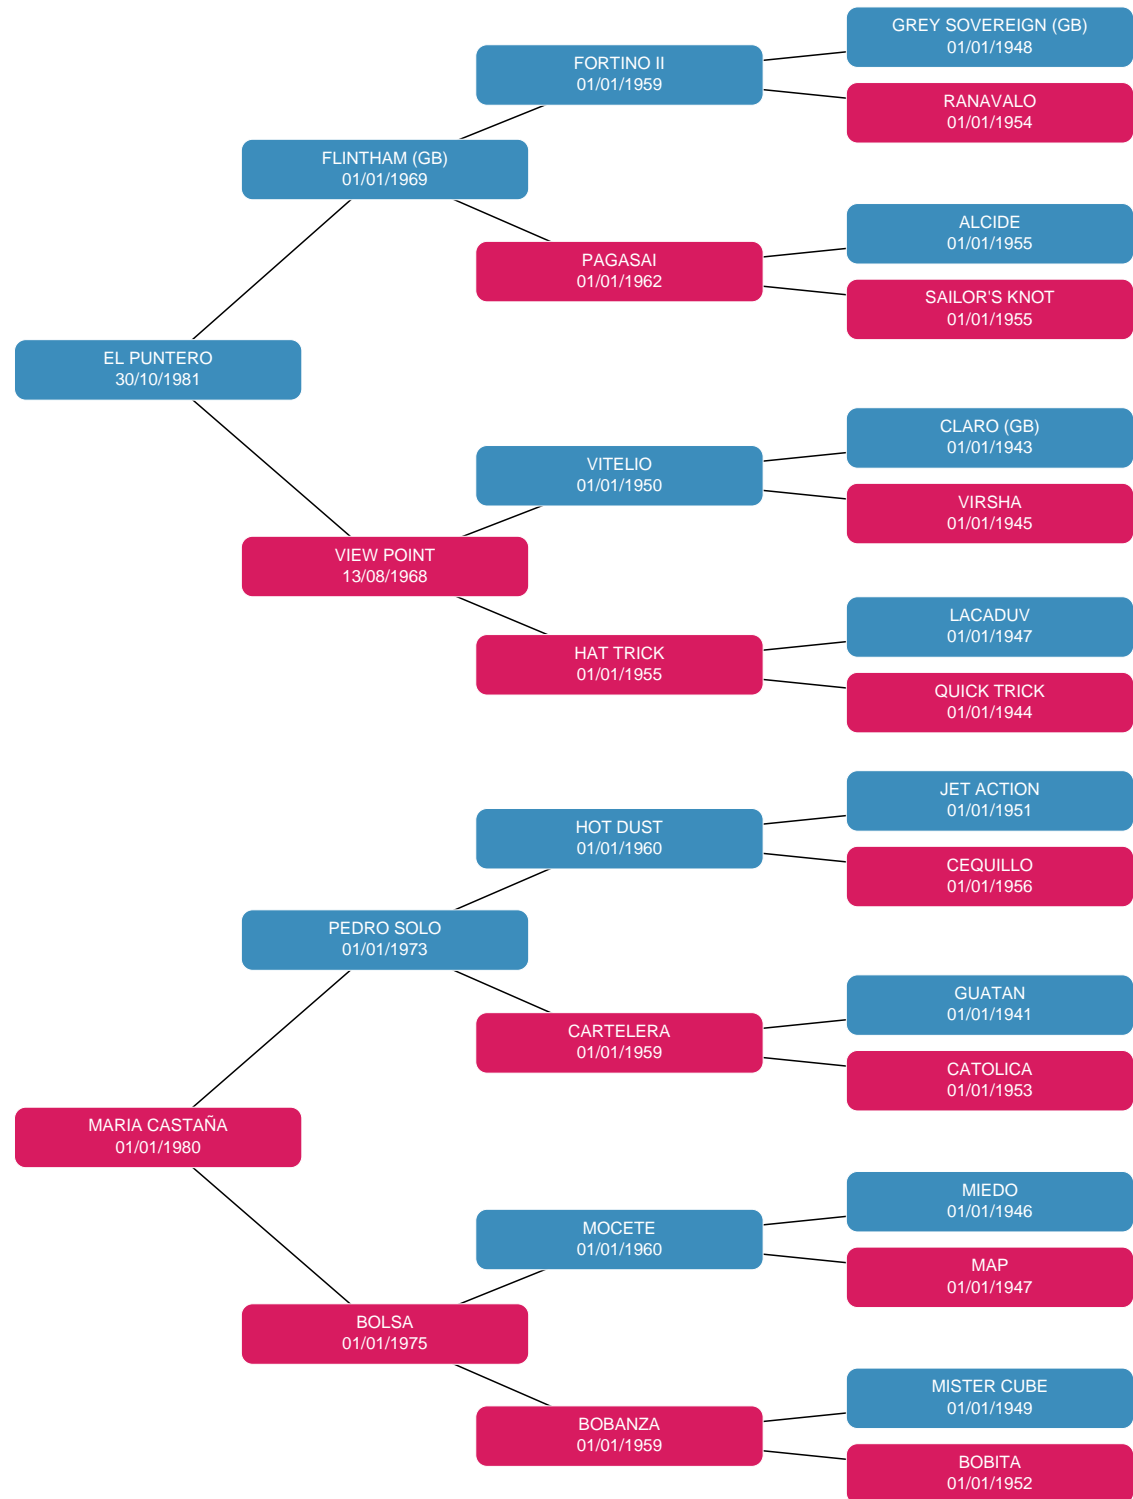 GREY SOVEREIGN (GB)
01/01/1948
FORTINO II
01/01/1959
RANAVALO
01/01/1954
FLINTHAM (GB)
01/01/1969
ALCIDE
01/01/1955
PAGASAI
01/01/1962
SAILOR'S KNOT
01/01/1955
EL PUNTERO
30/10/1981
CLARO (GB)
01/01/1943
VITELIO
01/01/1950
VIRSHA
01/01/1945
VIEW POINT
13/08/1968
LACADUV
01/01/1947
HAT TRICK
01/01/1955
QUICK TRICK
01/01/1944
JET ACTION
01/01/1951
HOT DUST
01/01/1960
CEQUILLO
01/01/1956
PEDRO SOLO
01/01/1973
GUATAN
01/01/1941
CARTELERA
01/01/1959
CATOLICA
01/01/1953
MARIA CASTAÑA
01/01/1980
MIEDO
01/01/1946
MOCETE
01/01/1960
MAP
01/01/1947
BOLSA
01/01/1975
MISTER CUBE
01/01/1949
BOBANZA
01/01/1959
BOBITA
01/01/1952